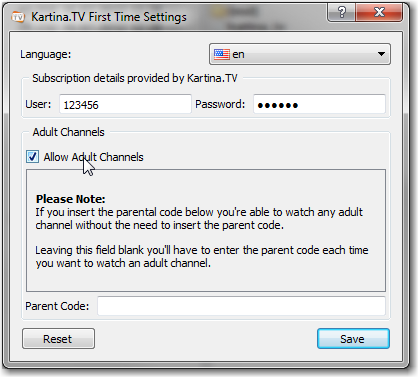 Kartina.TV First Time Settings
Language:
en
Subscription details provided by Kartina.TV
User: 123456 Password: ●●●●●●
Adult Channels
Allow Adult Channels
Please Note:
If you insert the parental code below you're able to watch any adult
channel without the need to insert the parent code.
Leaving this field blank you'll have to enter the parent code each time
you want to watch an adult channel.
Parent Code:
Reset Save